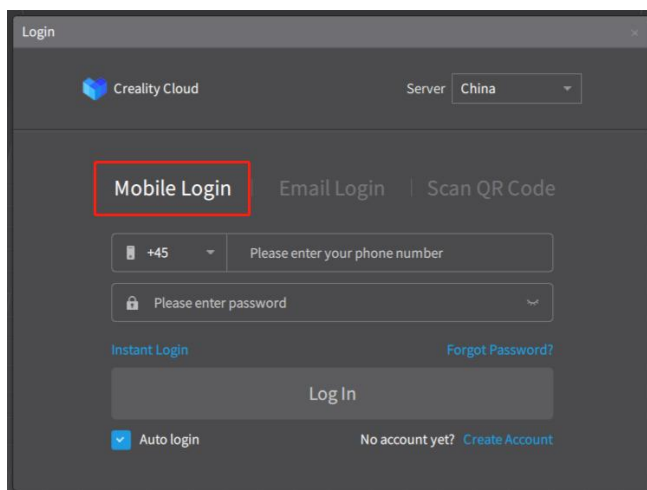 Login
Creality Cloud
Server China
Mobile Login | Email Login | Scan QR Code
+45 Please enter your phone number
Please enter password
Instant Login Forgot Password?
Log In
Auto login No account yet? Create Account